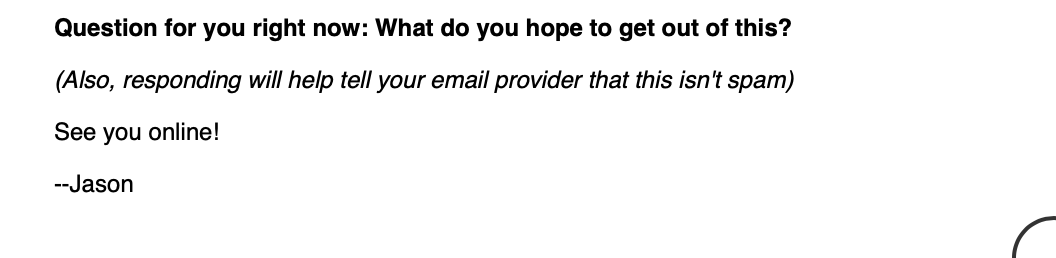 Question for you right now: What do you hope to get out of this?
(Also, responding will help tell your email provider that this isn't spam)
See you online!
--Jason